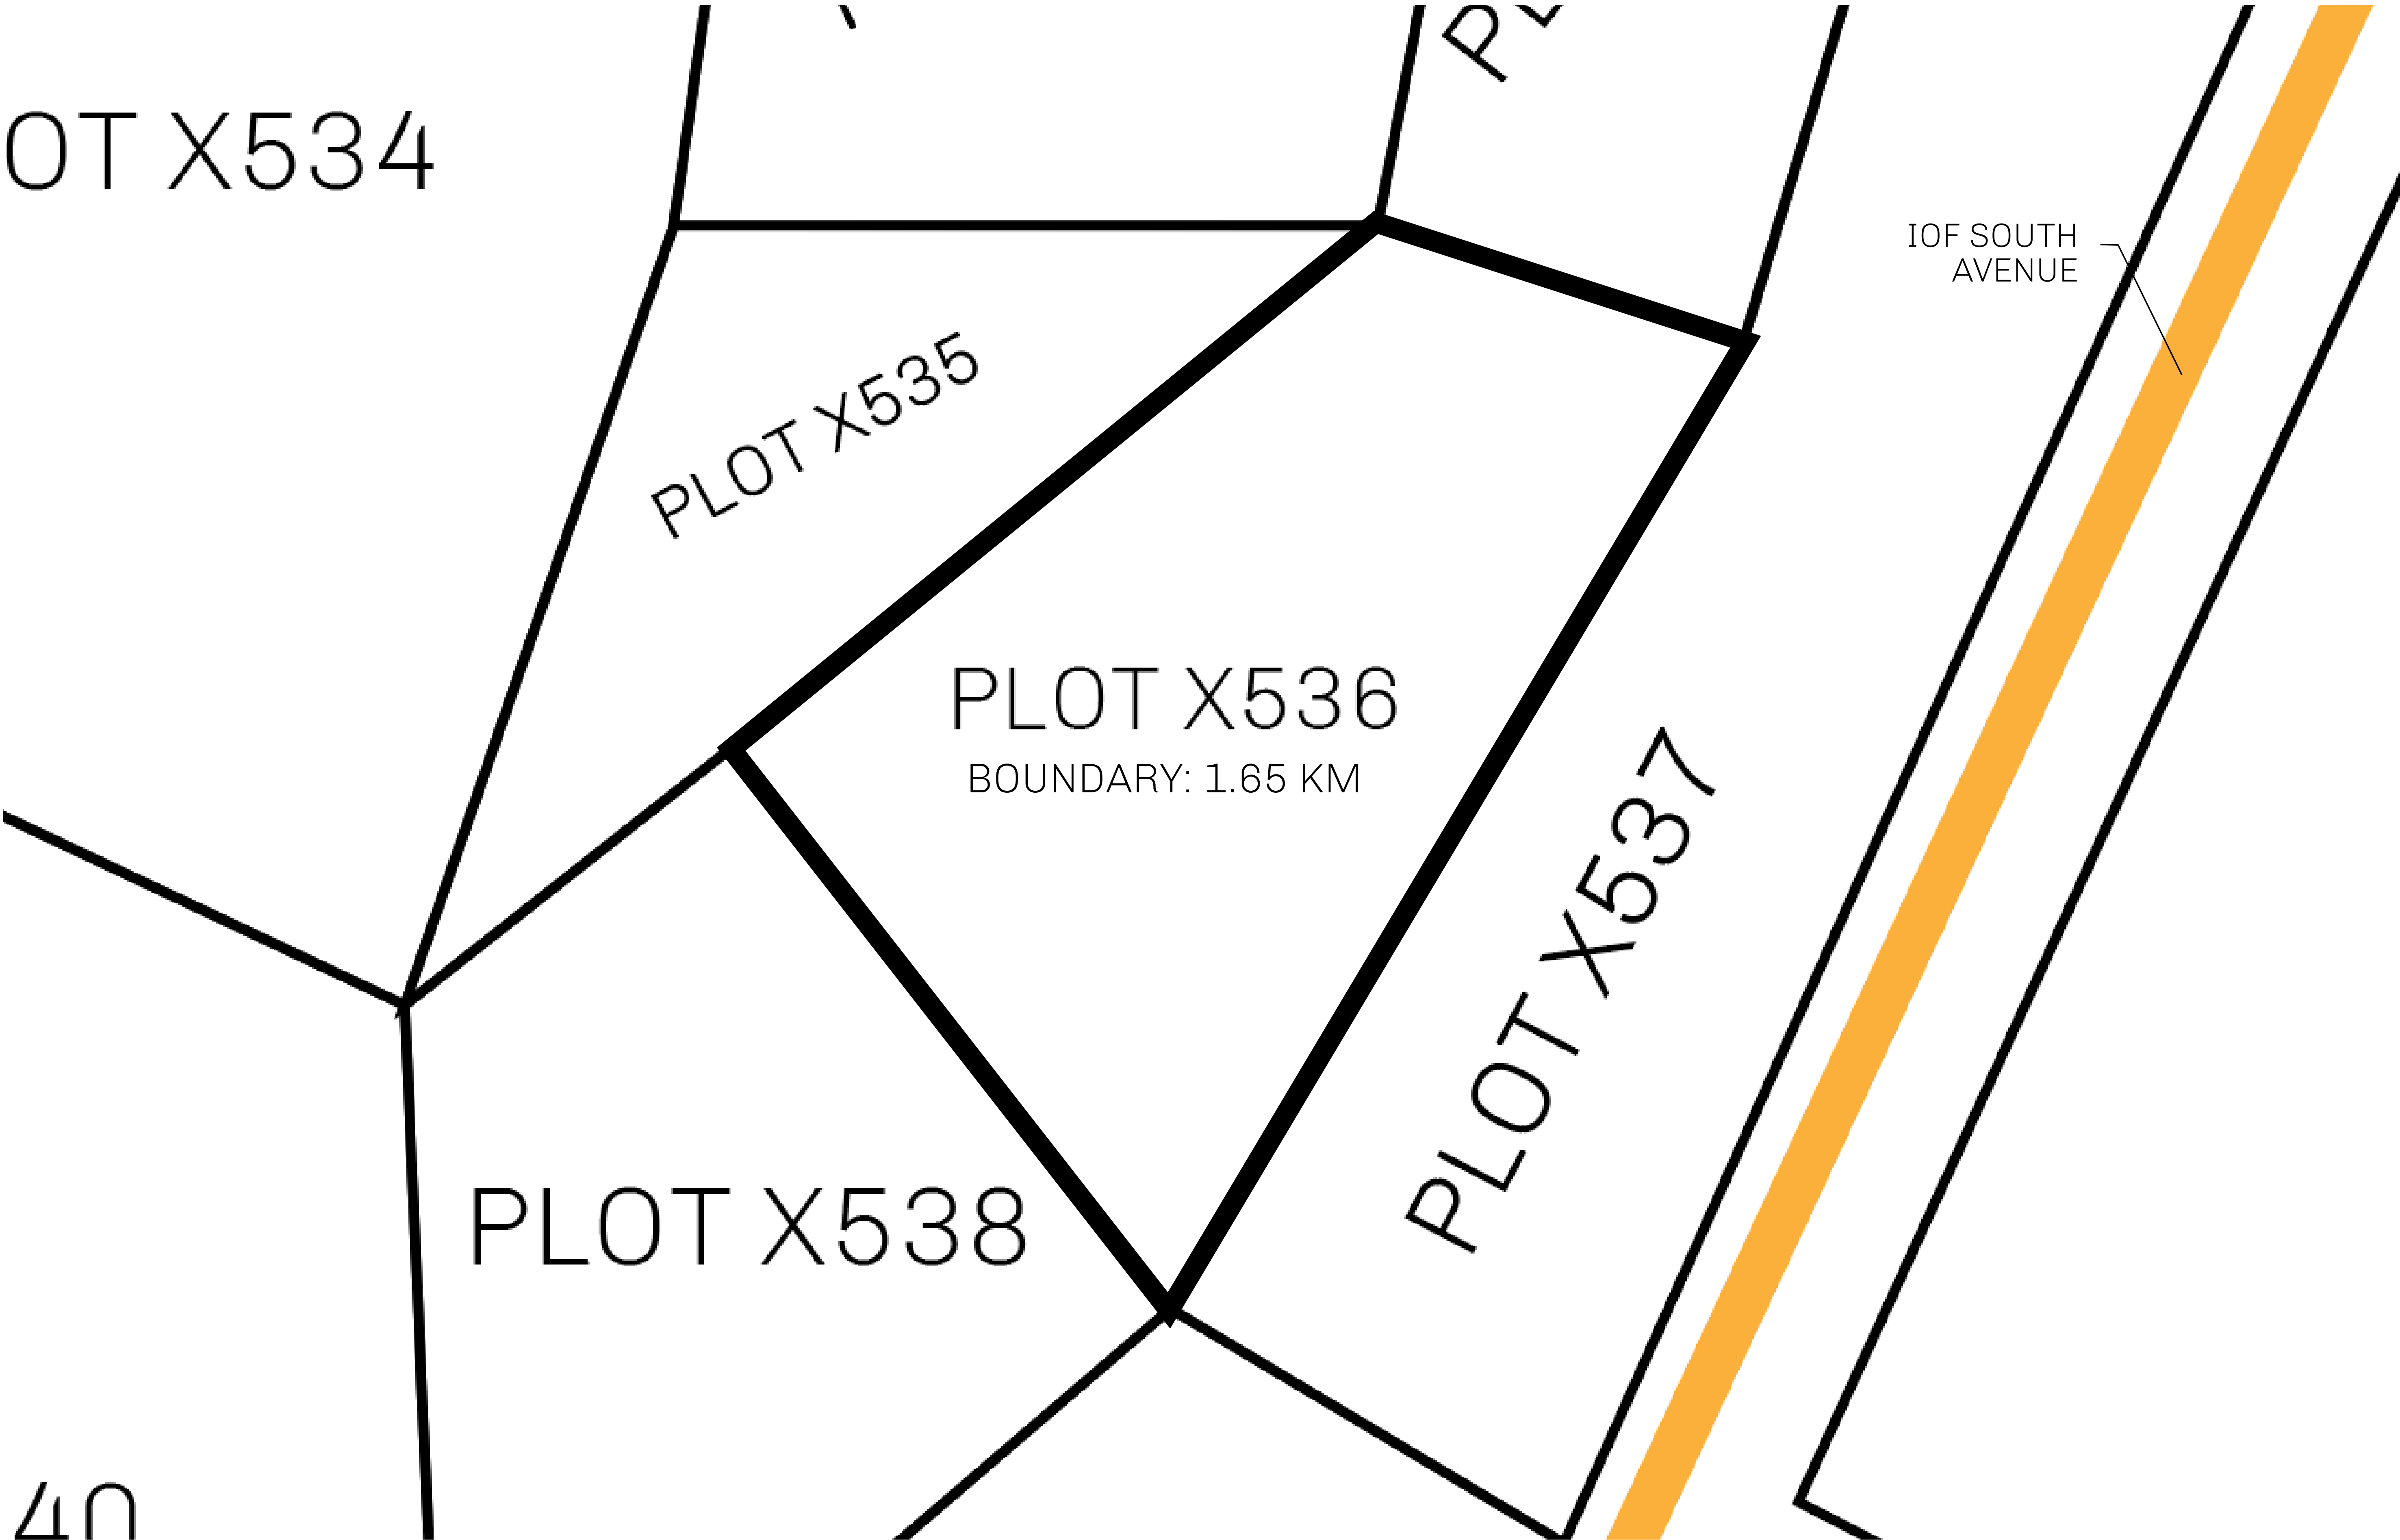 OT X534
IOF SOUTH
AVENUE
PLOT X535
PLOT X536
BOUNDARY: 1.65 KM
PLOT X537
PLOT X538